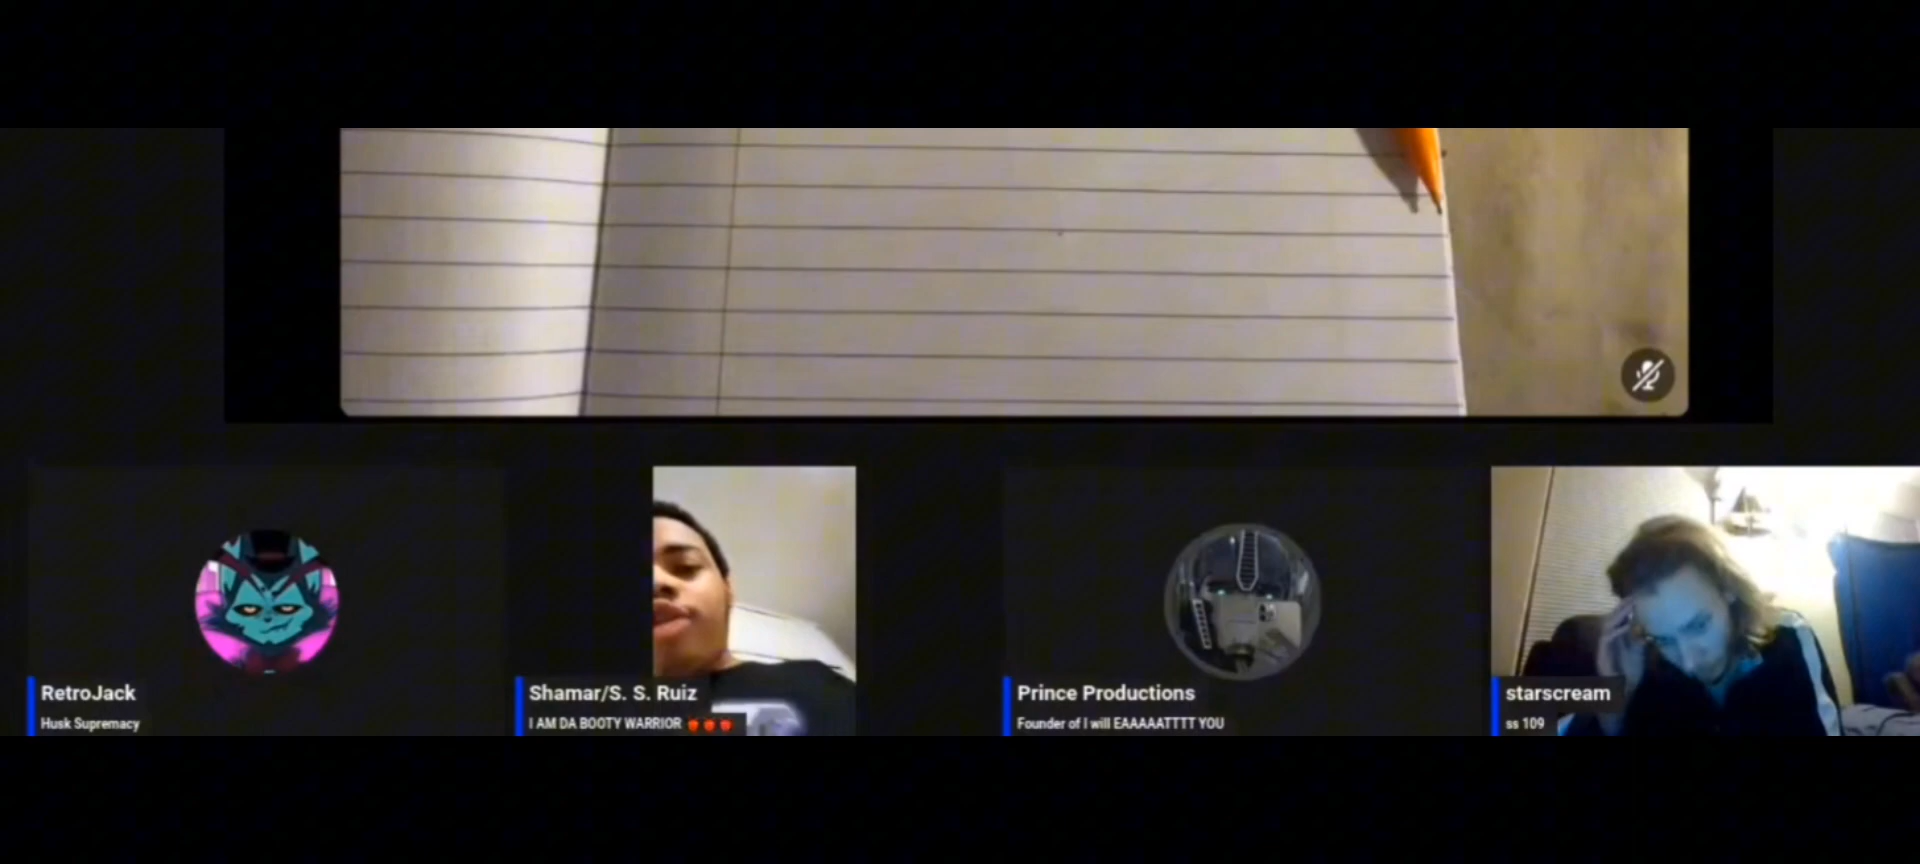 RetroJack
Husk Supremacy
Shamar/S. S. Ruiz
I AM DA BOOTY WARRIOR 🍎🍎🍎
Prince Productions
Founder of I will EAAAAATTTT YOU
starscream
ss 109